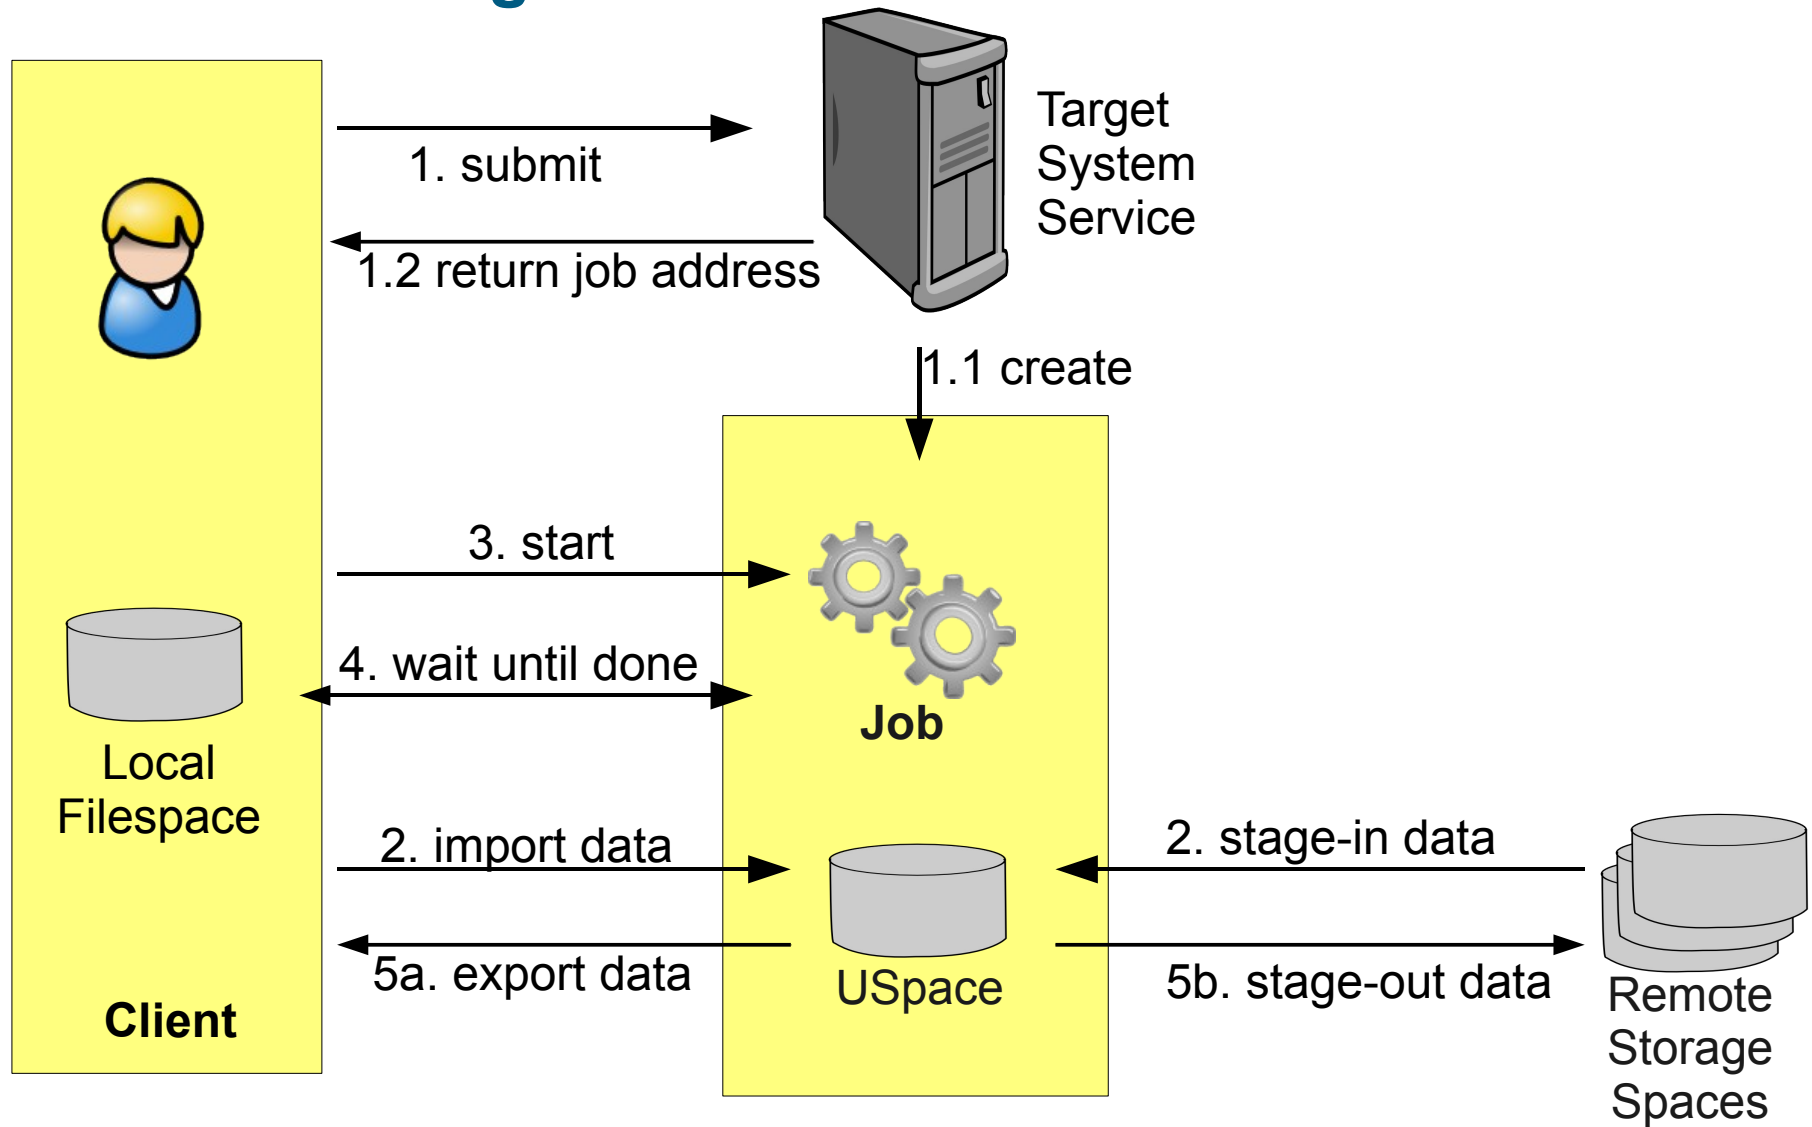 1. submit
Target
System
Service
1.2 return job address
1.1 create
3. start
4. wait until done
Job
Local
Filespace
2. import data
2. stage-in data
5a. export data
USpace
5b. stage-out data
Client
Remote
Storage
Spaces